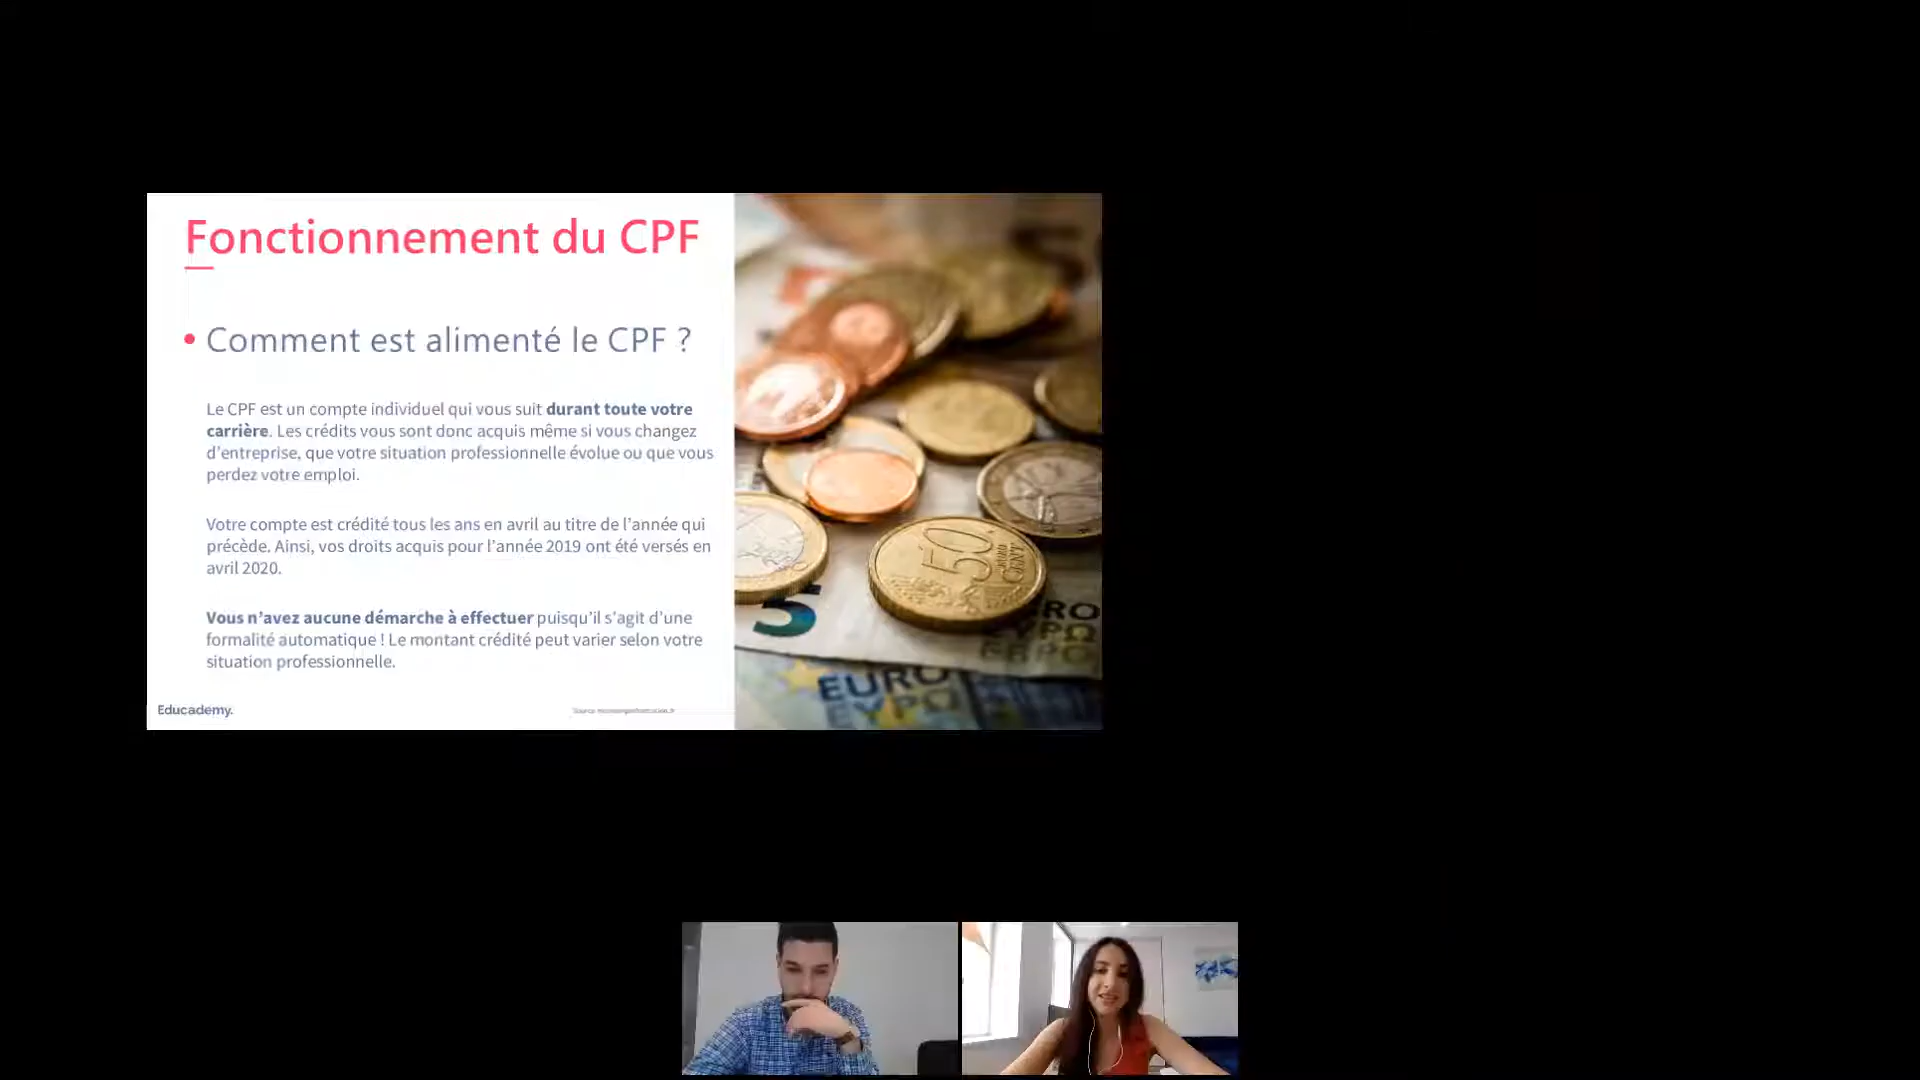 Fonctionnement du CPF
• Comment est alimenté le CPF ?
Le CPF est un compte individuel qui vous suit durant toute votre
carrière. Les crédits vous sont donc acquis même si vous changez
d'entreprise, que votre situation professionnelle évolue ou que vous
perdez votre emploi.
Votre compte est crédité tous les ans en avril au titre de l'année qui
précède. Ainsi, vos droits acquis pour l'année 2019 ont été versés en
avril 2020.
Vous n'avez aucune démarche à effectuer puisqu'il s'agit d'une
formalité automatique ! Le montant crédité peut varier selon votre
situation professionnelle.
Educademy.
50
CENT
5
EURO